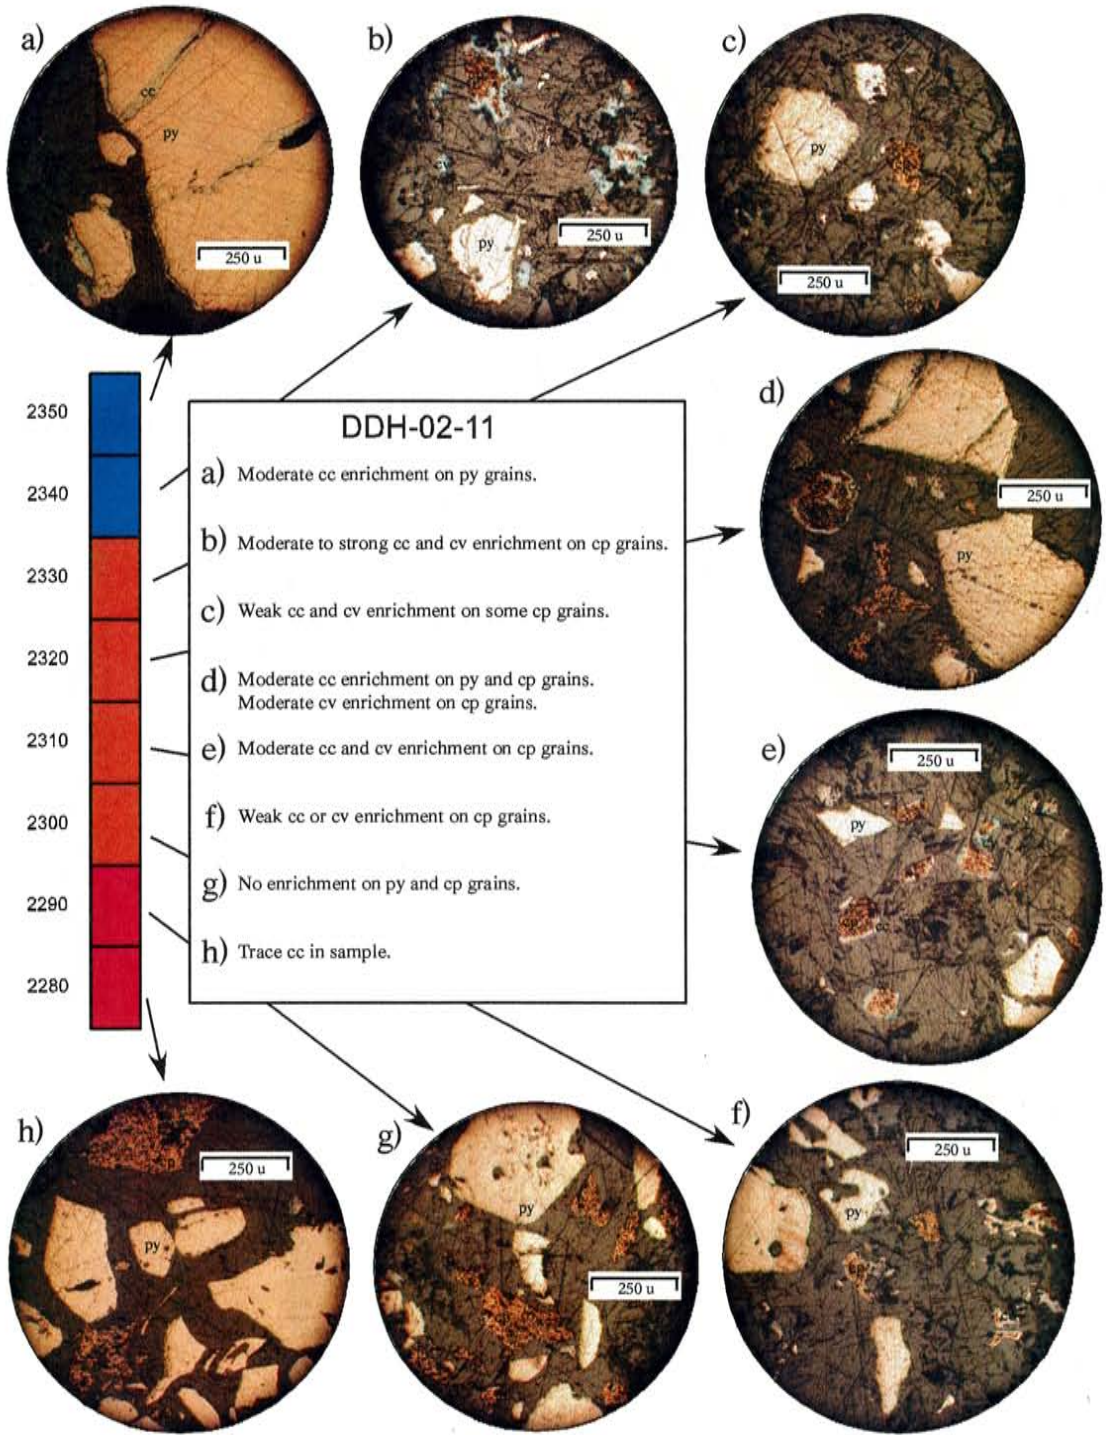 a)
cc
py
250 u
b)
cv
py
250 u
c)
py
250 u
d)
250 u
py
2350
2340
2330
2320
2310
2300
2290
2280
DDH-02-11
a) Moderate cc enrichment on py grains.
b) Moderate to strong cc and cv enrichment on cp grains.
c) Weak cc and cv enrichment on some cp grains.
d) Moderate cc enrichment on py and cp grains.
Moderate cv enrichment on cp grains.
e) Moderate cc and cv enrichment on cp grains.
f) Weak cc or cv enrichment on cp grains.
g) No enrichment on py and cp grains.
h) Trace cc in sample.
e)
250 u
py
cp
cc
h)
250 u
py
g)
py
250 u
f)
250 u
py
cp